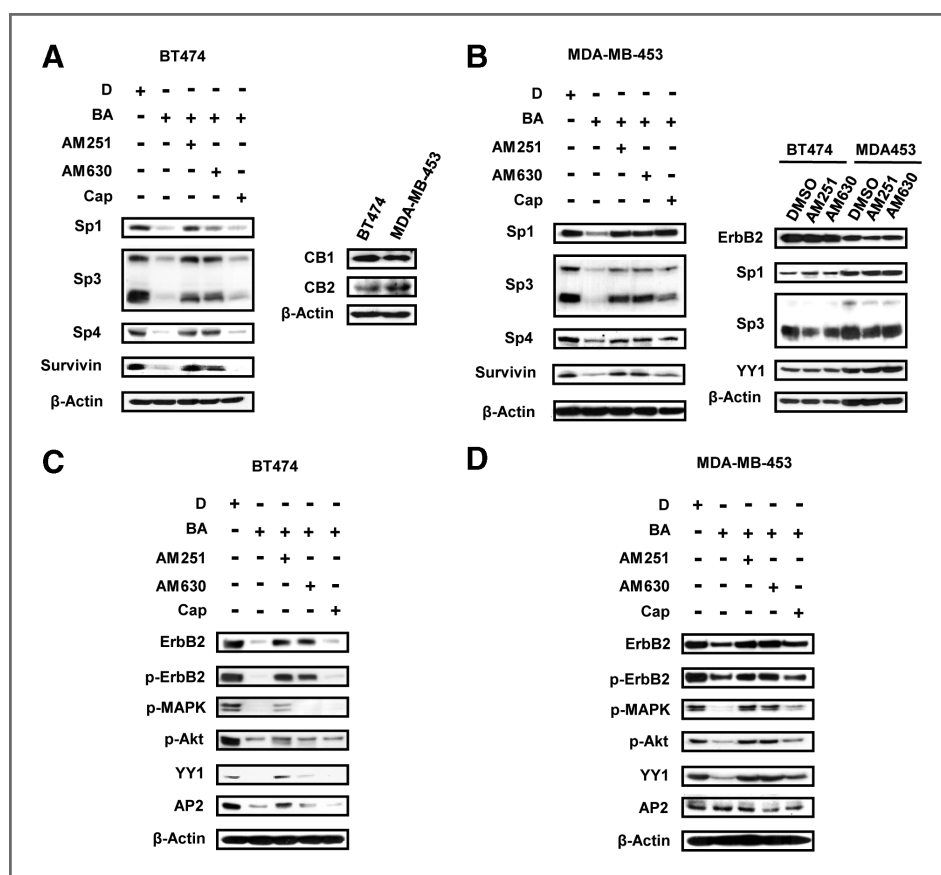 A
BT474
D + - - - -
BA - + + + +
AM251 - - + - -
AM630 - - - + -
Cap - - - - +
Sp1
Sp3
Sp4
Survivin
β-Actin
BT474
MDA-MB-453
CB1
CB2
β-Actin
B
MDA-MB-453
D + - - - -
BA - + + + +
AM251 - - + - -
AM630 - - - + -
Cap - - - - +
Sp1
Sp3
Sp4
Survivin
β-Actin
BT474 MDA453
DMSO AM251 AM630 DMSO AM251 AM630
ErbB2
Sp1
Sp3
YY1
β-Actin
C
BT474
D + - - - -
BA - + + + +
AM251 - - + - -
AM630 - - - + -
Cap - - - - +
ErbB2
p-ErbB2
p-MAPK
p-Akt
YY1
AP2
β-Actin
D
MDA-MB-453
D + - - - -
BA - + + + +
AM251 - - + - -
AM630 - - - + -
Cap - - - - +
ErbB2
p-ErbB2
p-MAPK
p-Akt
YY1
AP2
β-Actin